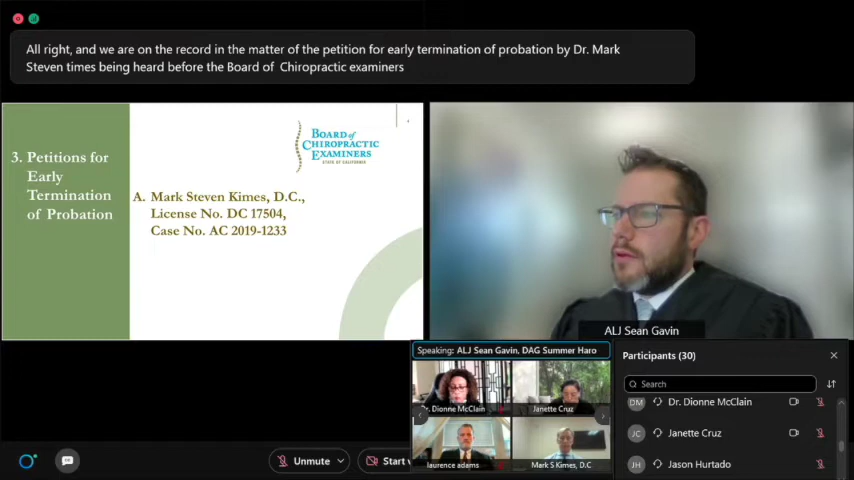 All right, and we are on the record in the matter of the petition for early termination of probation by Dr. Mark
Steven times being heard before the Board of Chiropractic examiners
3. Petitions for
Early
Termination
of Probation
BOARD of
CHIROPRACTIC
EXAMINERS
STATE OF CALIFORNIA
A. Mark Steven Kimes, D.C.,
License No. DC 17504,
Case No. AC 2019-1233
ALJ Sean Gavin
Speaking: ALJ Sean Gavin, DAG Summer Haro
Dr. Dionne McClain
Janette Cruz
laurence adams
Mark S Kimes, D.C
Participants (30)
Search
DM Dr. Dionne McClain
JC Janette Cruz
JH Jason Hurtado
Unmute
Start